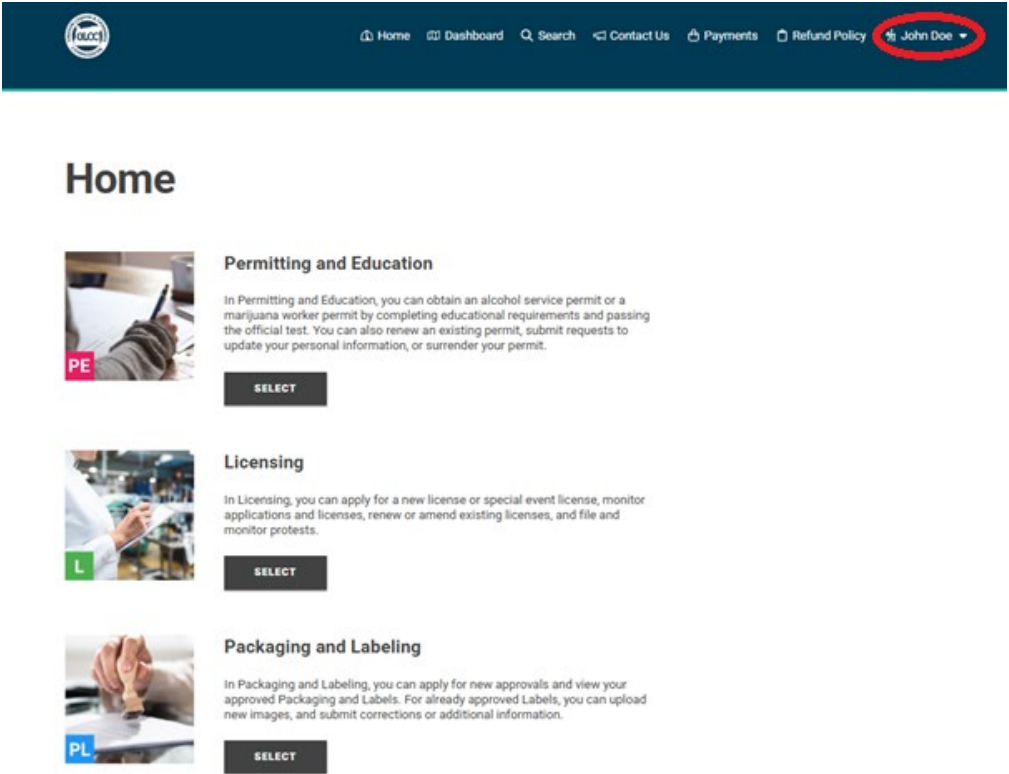 OLCC
Home Dashboard Search Contact Us Payments Refund Policy John Doe
Home
Permitting and Education
In Permitting and Education, you can obtain an alcohol service permit or a
marijuana worker permit by completing educational requirements and passing
the official test. You can also renew an existing permit, submit requests to
update your personal information, or surrender your permit.
PE
SELECT
Licensing
In Licensing, you can apply for a new license or special event license, monitor
applications and licenses, renew or amend existing licenses, and file and
monitor protests.
L
SELECT
Packaging and Labeling
In Packaging and Labeling, you can apply for new approvals and view your
approved Packaging and Labels. For already approved Labels, you can upload
new images, and submit corrections or additional information.
PL
SELECT